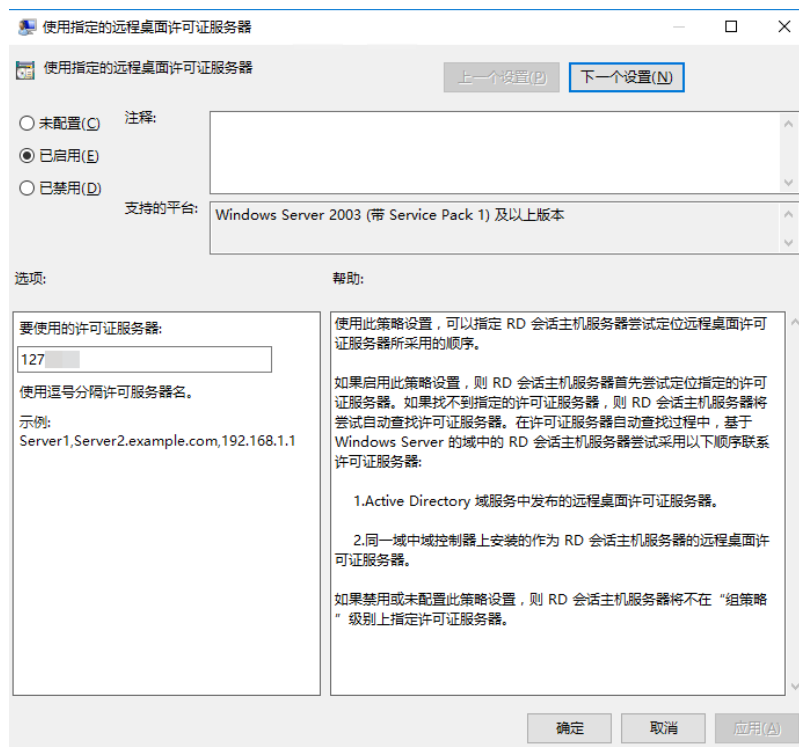 使用指定的远程桌面许可证服务器
使用指定的远程桌面许可证服务器
上一个设置(P)
下一个设置(N)
未配置(C)
注释:
已启用(E)
已禁用(D)
支持的平台:
Windows Server 2003 (带 Service Pack 1) 及以上版本
选项:
帮助:
要使用的许可证服务器:
127
使用逗号分隔许可服务器名。
示例:
Server1,Server2.example.com,192.168.1.1
使用此策略设置，可以指定 RD 会话主机服务器尝试定位远程桌面许可
证服务器所采用的顺序。
如果启用此策略设置，则 RD 会话主机服务器首先尝试定位指定的许可
证服务器。如果找不到指定的许可证服务器，则 RD 会话主机服务器将
尝试自动查找许可证服务器。在许可证服务器自动查找过程中，基于
Windows Server 的域中的 RD 会话主机服务器尝试采用以下顺序联系
许可证服务器:
1.Active Directory 域服务中发布的远程桌面许可证服务器。
2.同一域中域控制器上安装的作为 RD 会话主机服务器的远程桌面许
可证服务器。
如果禁用或未配置此策略设置，则 RD 会话主机服务器将不在“组策略
”级别上指定许可证服务器。
确定
取消
应用(A)